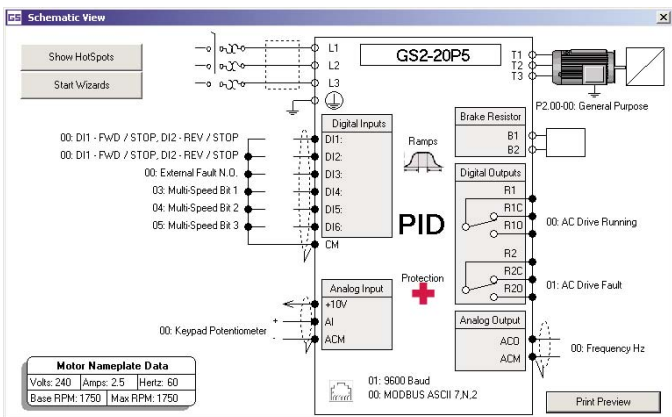 GS Schematic View
Show HotSpots
Start Wizards
L1
L2
L3
GS2-20P5
T1
T2
T3
P2.00-00: General Purpose
Digital Inputs
00: DI1 - FWD / STOP, DI2 - REV / STOP
DI1:
00: DI1 - FWD / STOP, DI2 - REV / STOP
DI2:
00: External Fault N.O.
DI3:
03: Multi-Speed Bit 1
DI4:
04: Multi-Speed Bit 2
DI5:
05: Multi-Speed Bit 3
DI6:
CM
Ramps
PID
Protection
Brake Resistor
B1
B2
Digital Outputs
R1
R1C
R1O
00: AC Drive Running
R2
R2C
R2O
01: AC Drive Fault
Analog Input
+10V
+
AI
00: Keypad Potentiometer
-
ACM
Analog Output
ACO
ACM
00: Frequency Hz
Motor Nameplate Data
Volts: 240 Amps: 2.5 Hertz: 60
Base RPM: 1750 Max RPM: 1750
01: 9600 Baud
00: MODBUS ASCII 7,N,2
Print Preview